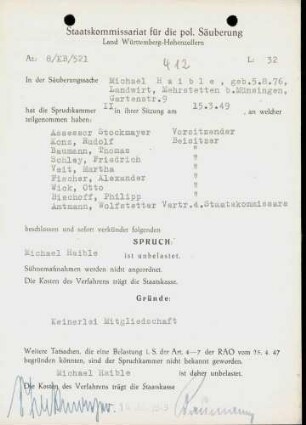 Staatskommissariat für die pol. Säuberung
Land Württemberg-Hohenzollern
Nr. 8/KB/521
412
L. 32
In der Säuberungssache Michael Haible, geb.5.8.76,
Landwirt, Mehrstetten b.Münsingen,
Gartenstr.9
hat die Spruchkammer II in ihrer Sitzung am 15.3.49, an welcher
teilgenommen haben:
Assessor Stockmayer Vorsitzender
Konz, Rudolf Beisitzer
Baumann, Thomas "
Schley, Friedrich "
Veit, Martha "
Fischer, Alexander "
Wick, Otto "
Bischoff, Philipp "
Amtmann, Wolfstetter Vertr.d.Staatskommissars
beschlossen und sofort verkündet folgenden
SPRUCH:
Michael Haible ist unbelastet.
Sühnemaßnahmen werden nicht angeordnet.
Die Kosten des Verfahrens trägt die Staatskasse.
Gründe:
Keinerlei Mitgliedschaft
Weitere Tatsachen, die eine Belastung i. S. der Art. 4–7 der RAO vom 25. 4. 47
begründen können, sind der Spruchkammer nicht bekannt geworden.
Michael Haible ist daher unbelastet.
Die Kosten des Verfahrens trägt die Staatskasse